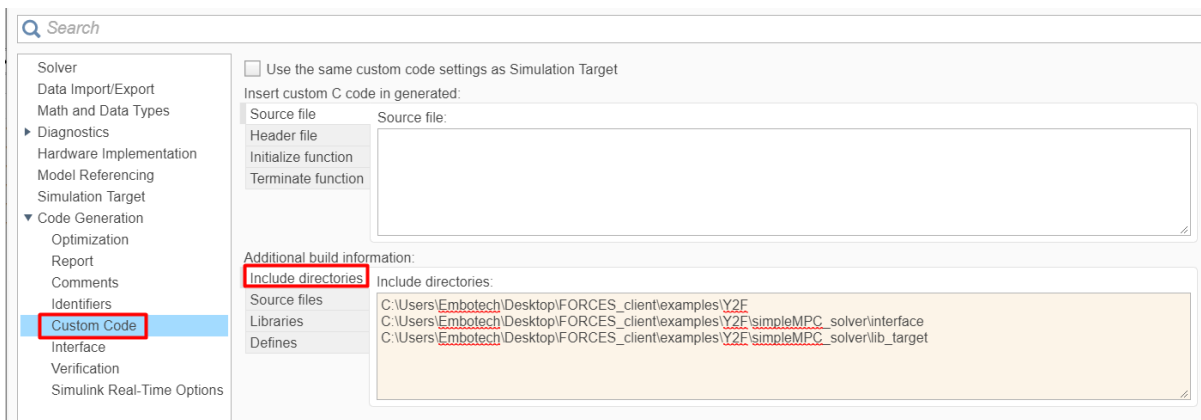 Search
Solver
Data Import/Export
Math and Data Types
Diagnostics
Hardware Implementation
Model Referencing
Simulation Target
Code Generation
Optimization
Report
Comments
Identifiers
Custom Code
Interface
Verification
Simulink Real-Time Options
Use the same custom code settings as Simulation Target
Insert custom C code in generated:
Source file
Header file
Initialize function
Terminate function
Source file:
Additional build information:
Include directories
Source files
Libraries
Defines
Include directories:
C:\Users\Embotech\Desktop\FORCES_client\examples\Y2F
C:\Users\Embotech\Desktop\FORCES_client\examples\Y2F\simpleMPC_solver\interface
C:\Users\Embotech\Desktop\FORCES_client\examples\Y2F\simpleMPC_solver\lib_target